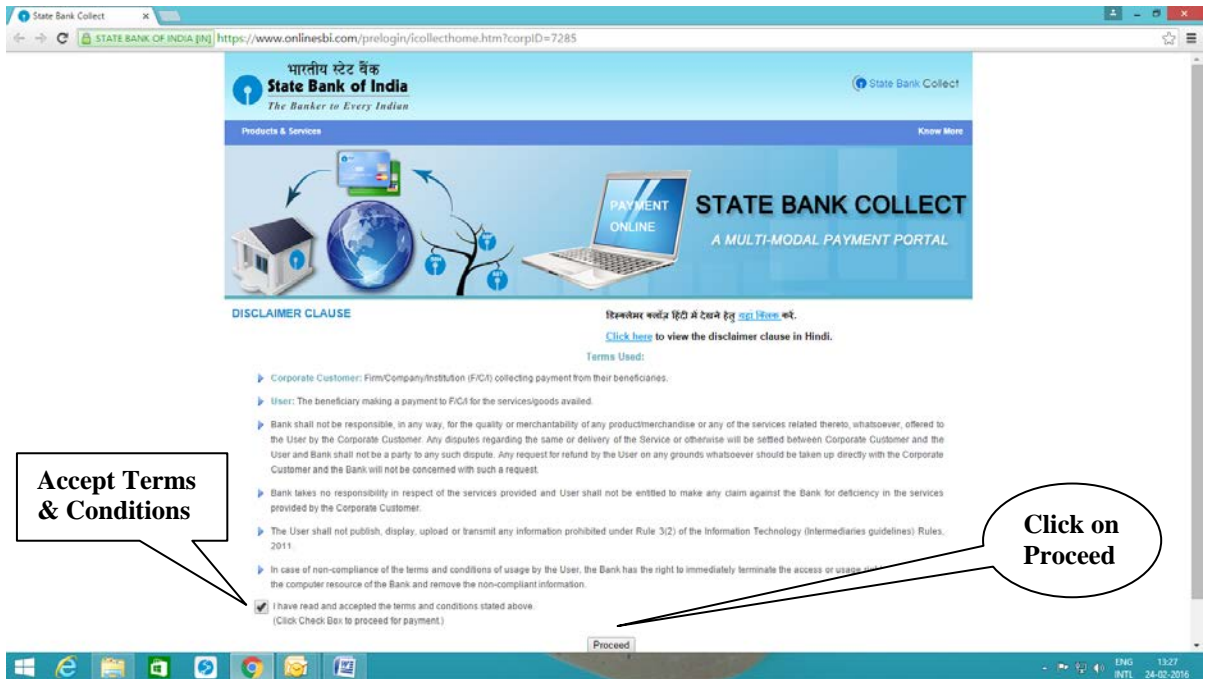 State Bank Collect
STATE BANK OF INDIA [IN] https://www.onlinesbi.com/prelogin/icollecthome.htm?corpID=7285
भारतीय स्टेट बैंक
State Bank of India
The Banker to Every Indian
State Bank Collect
Products & Services
Know More
PAYMENT
ONLINE
STATE BANK COLLECT
A MULTI-MODAL PAYMENT PORTAL
DISCLAIMER CLAUSE
डिस्क्लेमर क्लॉज़ हिंदी में देखने हेतु यहां क्लिक करें.
Click here to view the disclaimer clause in Hindi.
Terms Used:
Corporate Customer: Firm/Company/Institution (F/C/I) collecting payment from their beneficiaries.
User: The beneficiary making a payment to F/C/I for the services/goods availed.
Bank shall not be responsible, in any way, for the quality or merchantability of any product/merchandise or any of the services related thereto, whatsoever, offered to
the User by the Corporate Customer. Any disputes regarding the same or delivery of the Service or otherwise will be settled between Corporate Customer and the
User and Bank shall not be a party to any such dispute. Any request for refund by the User on any grounds whatsoever should be taken up directly with the Corporate
Customer and the Bank will not be concerned with such a request.
Bank takes no responsibility in respect of the services provided and User shall not be entitled to make any claim against the Bank for deficiency in the services
provided by the Corporate Customer.
The User shall not publish, display, upload or transmit any information prohibited under Rule 3(2) of the Information Technology (Intermediaries guidelines) Rules,
2011.
In case of non-compliance of the terms and conditions of usage by the User, the Bank has the right to immediately terminate the access or usage
the computer resource of the Bank and remove the non-compliant information.
I have read and accepted the terms and conditions stated above.
(Click Check Box to proceed for payment.)
Proceed
Accept Terms
& Conditions
Click on
Proceed
ENG 13:27
INTL 24-02-2016